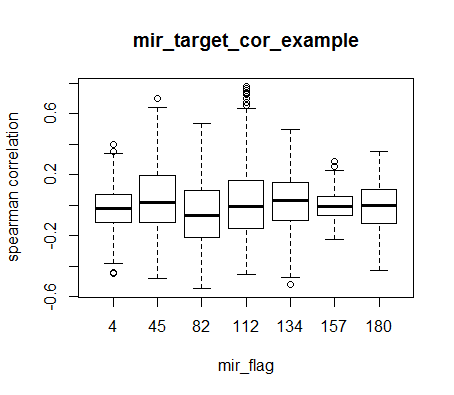 mir_target_cor_example
spearman correlation
0.6
0.2
-0.2
-0.6
4 45 82 112 134 157 180
mir_flag